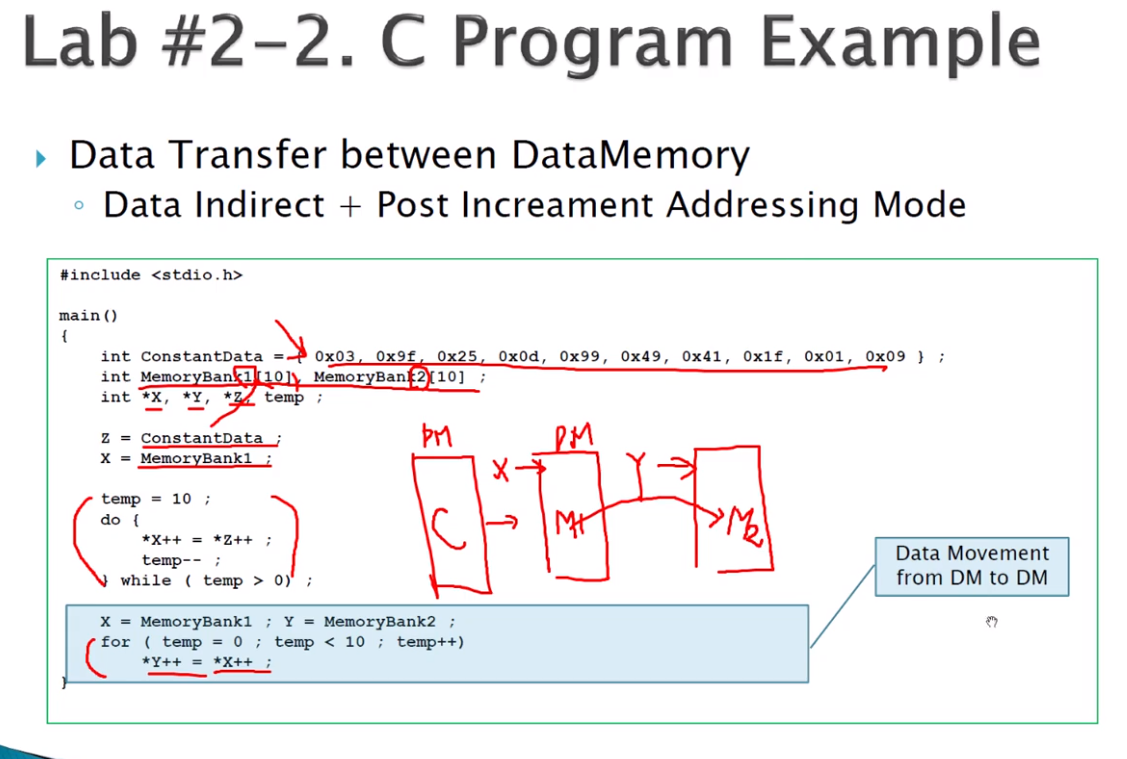 Lab #2-2. C Program Example
Data Transfer between DataMemory
Data Indirect + Post Increament Addressing Mode
#include <stdio.h>
main()
{
int ConstantData = { 0x03, 0x9f, 0x25, 0x0d, 0x99, 0x49, 0x41, 0x1f, 0x01, 0x09 } ;
int MemoryBank1[10], MemoryBank2[10] ;
int *X, *Y, *Z, temp ;
Z = ConstantData ;
X = MemoryBank1 ;
temp = 10 ;
do {
*X++ = *Z++ ;
temp-- ;
} while ( temp > 0) ;
X = MemoryBank1 ; Y = MemoryBank2 ;
for ( temp = 0 ; temp < 10 ; temp++)
*Y++ = *X++ ;
}
PM
DM
X
Y
C
M1
M2
Data Movement
from DM to DM